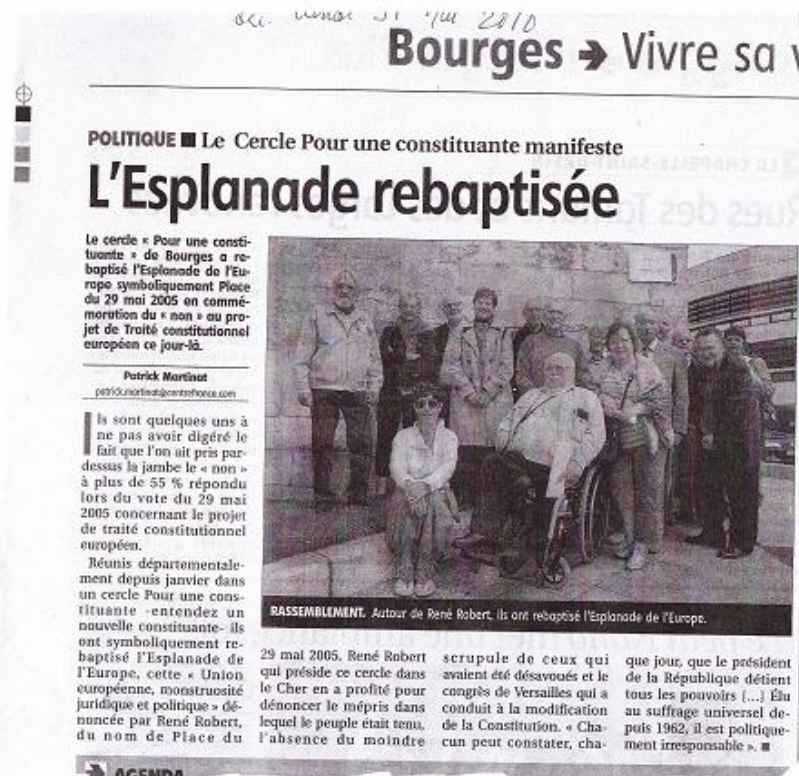 lundi 31 mai 2010
Bourges ➔ Vivre sa
POLITIQUE ■ Le Cercle Pour une constituante manifeste
L'Esplanade rebaptisée
Le cercle « Pour une consti-
tuante » de Bourges a re-
baptisé l'Esplanade de l'Eu-
rope symboliquement Place
du 29 mai 2005 en commé-
moration du « non » au pro-
jet de Traité constitutionnel
européen ce jour-là.
Patrick Martinat
patrick.martinat@centrefrance.com
Ils sont quelques uns à
ne pas avoir digéré le
fait que l'on ait pris par-
dessus la jambe le « non »
à plus de 55 % répondu
lors du vote du 29 mai
2005 concernant le projet
de traité constitutionnel
européen.
Réunis départementale-
ment depuis janvier dans
un cercle Pour une cons-
tituante -entendez un
nouvelle constituante- ils
ont symboliquement re-
baptisé l'Esplanade de
l'Europe, cette « Union
européenne, monstruosité
juridique et politique » dé-
noncée par René Robert,
du nom de Place du
RASSEMBLEMENT. Autour de René Robert, ils ont rebaptisé l'Esplanade de l'Europe.
29 mai 2005. René Robert
qui préside ce cercle dans
le Cher en a profité pour
dénoncer le mépris dans
lequel le peuple était tenu,
l'absence du moindre
scrupule de ceux qui
avaient été désavoués et le
congrès de Versailles qui a
conduit à la modification
de la Constitution. « Cha-
cun peut constater, cha-
que jour, que le président
de la République détient
tous les pouvoirs [...] Élu
au suffrage universel de-
puis 1962, il est politique-
ment irresponsable ». ■
➔ AGENDA